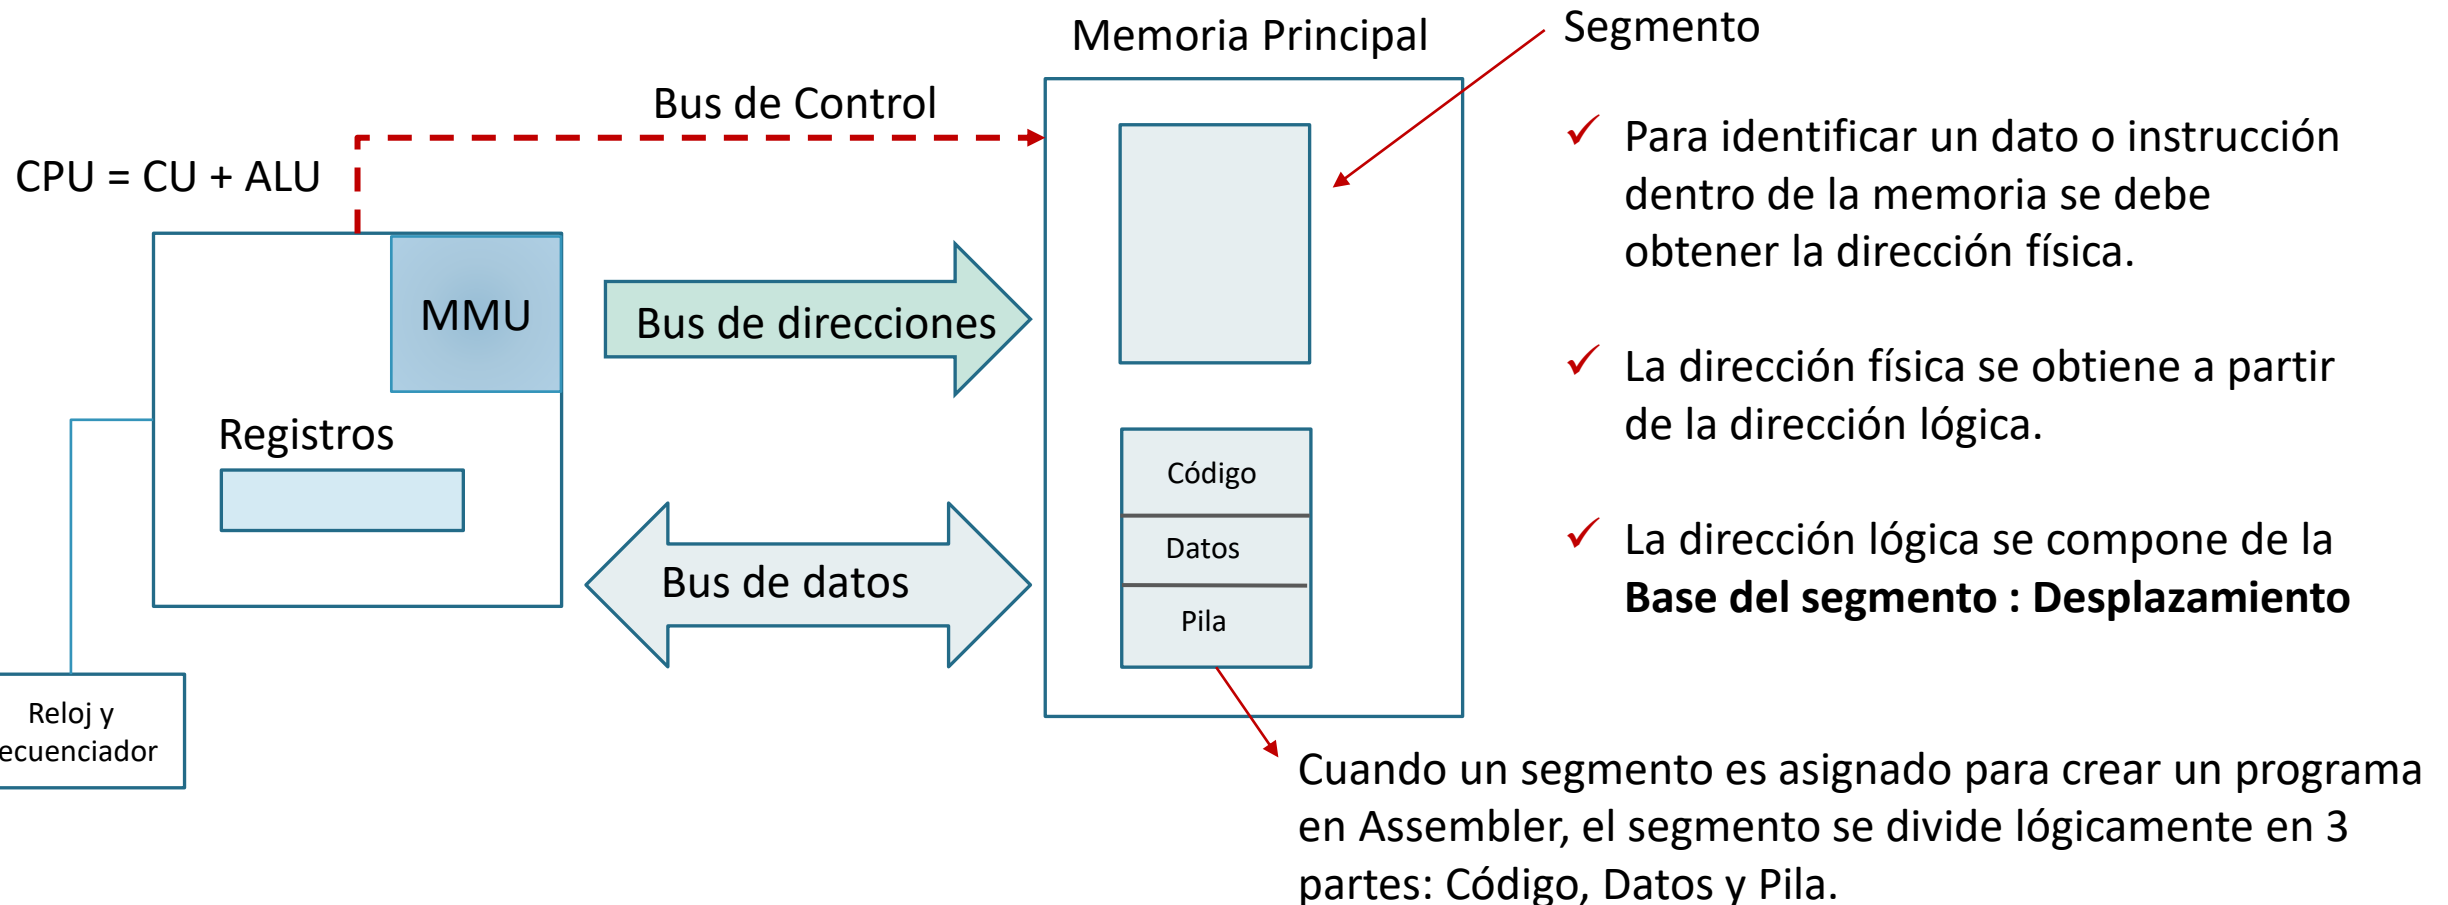 Memoria Principal
Segmento
Bus de Control
CPU = CU + ALU
MMU
Bus de direcciones
Registros
Código
Datos
Pila
Bus de datos
Reloj y
ecuenciador
Para identificar un dato o instrucción
dentro de la memoria se debe
obtener la dirección física.
La dirección física se obtiene a partir
de la dirección lógica.
La dirección lógica se compone de la
Base del segmento : Desplazamiento
Cuando un segmento es asignado para crear un programa
en Assembler, el segmento se divide lógicamente en 3
partes: Código, Datos y Pila.